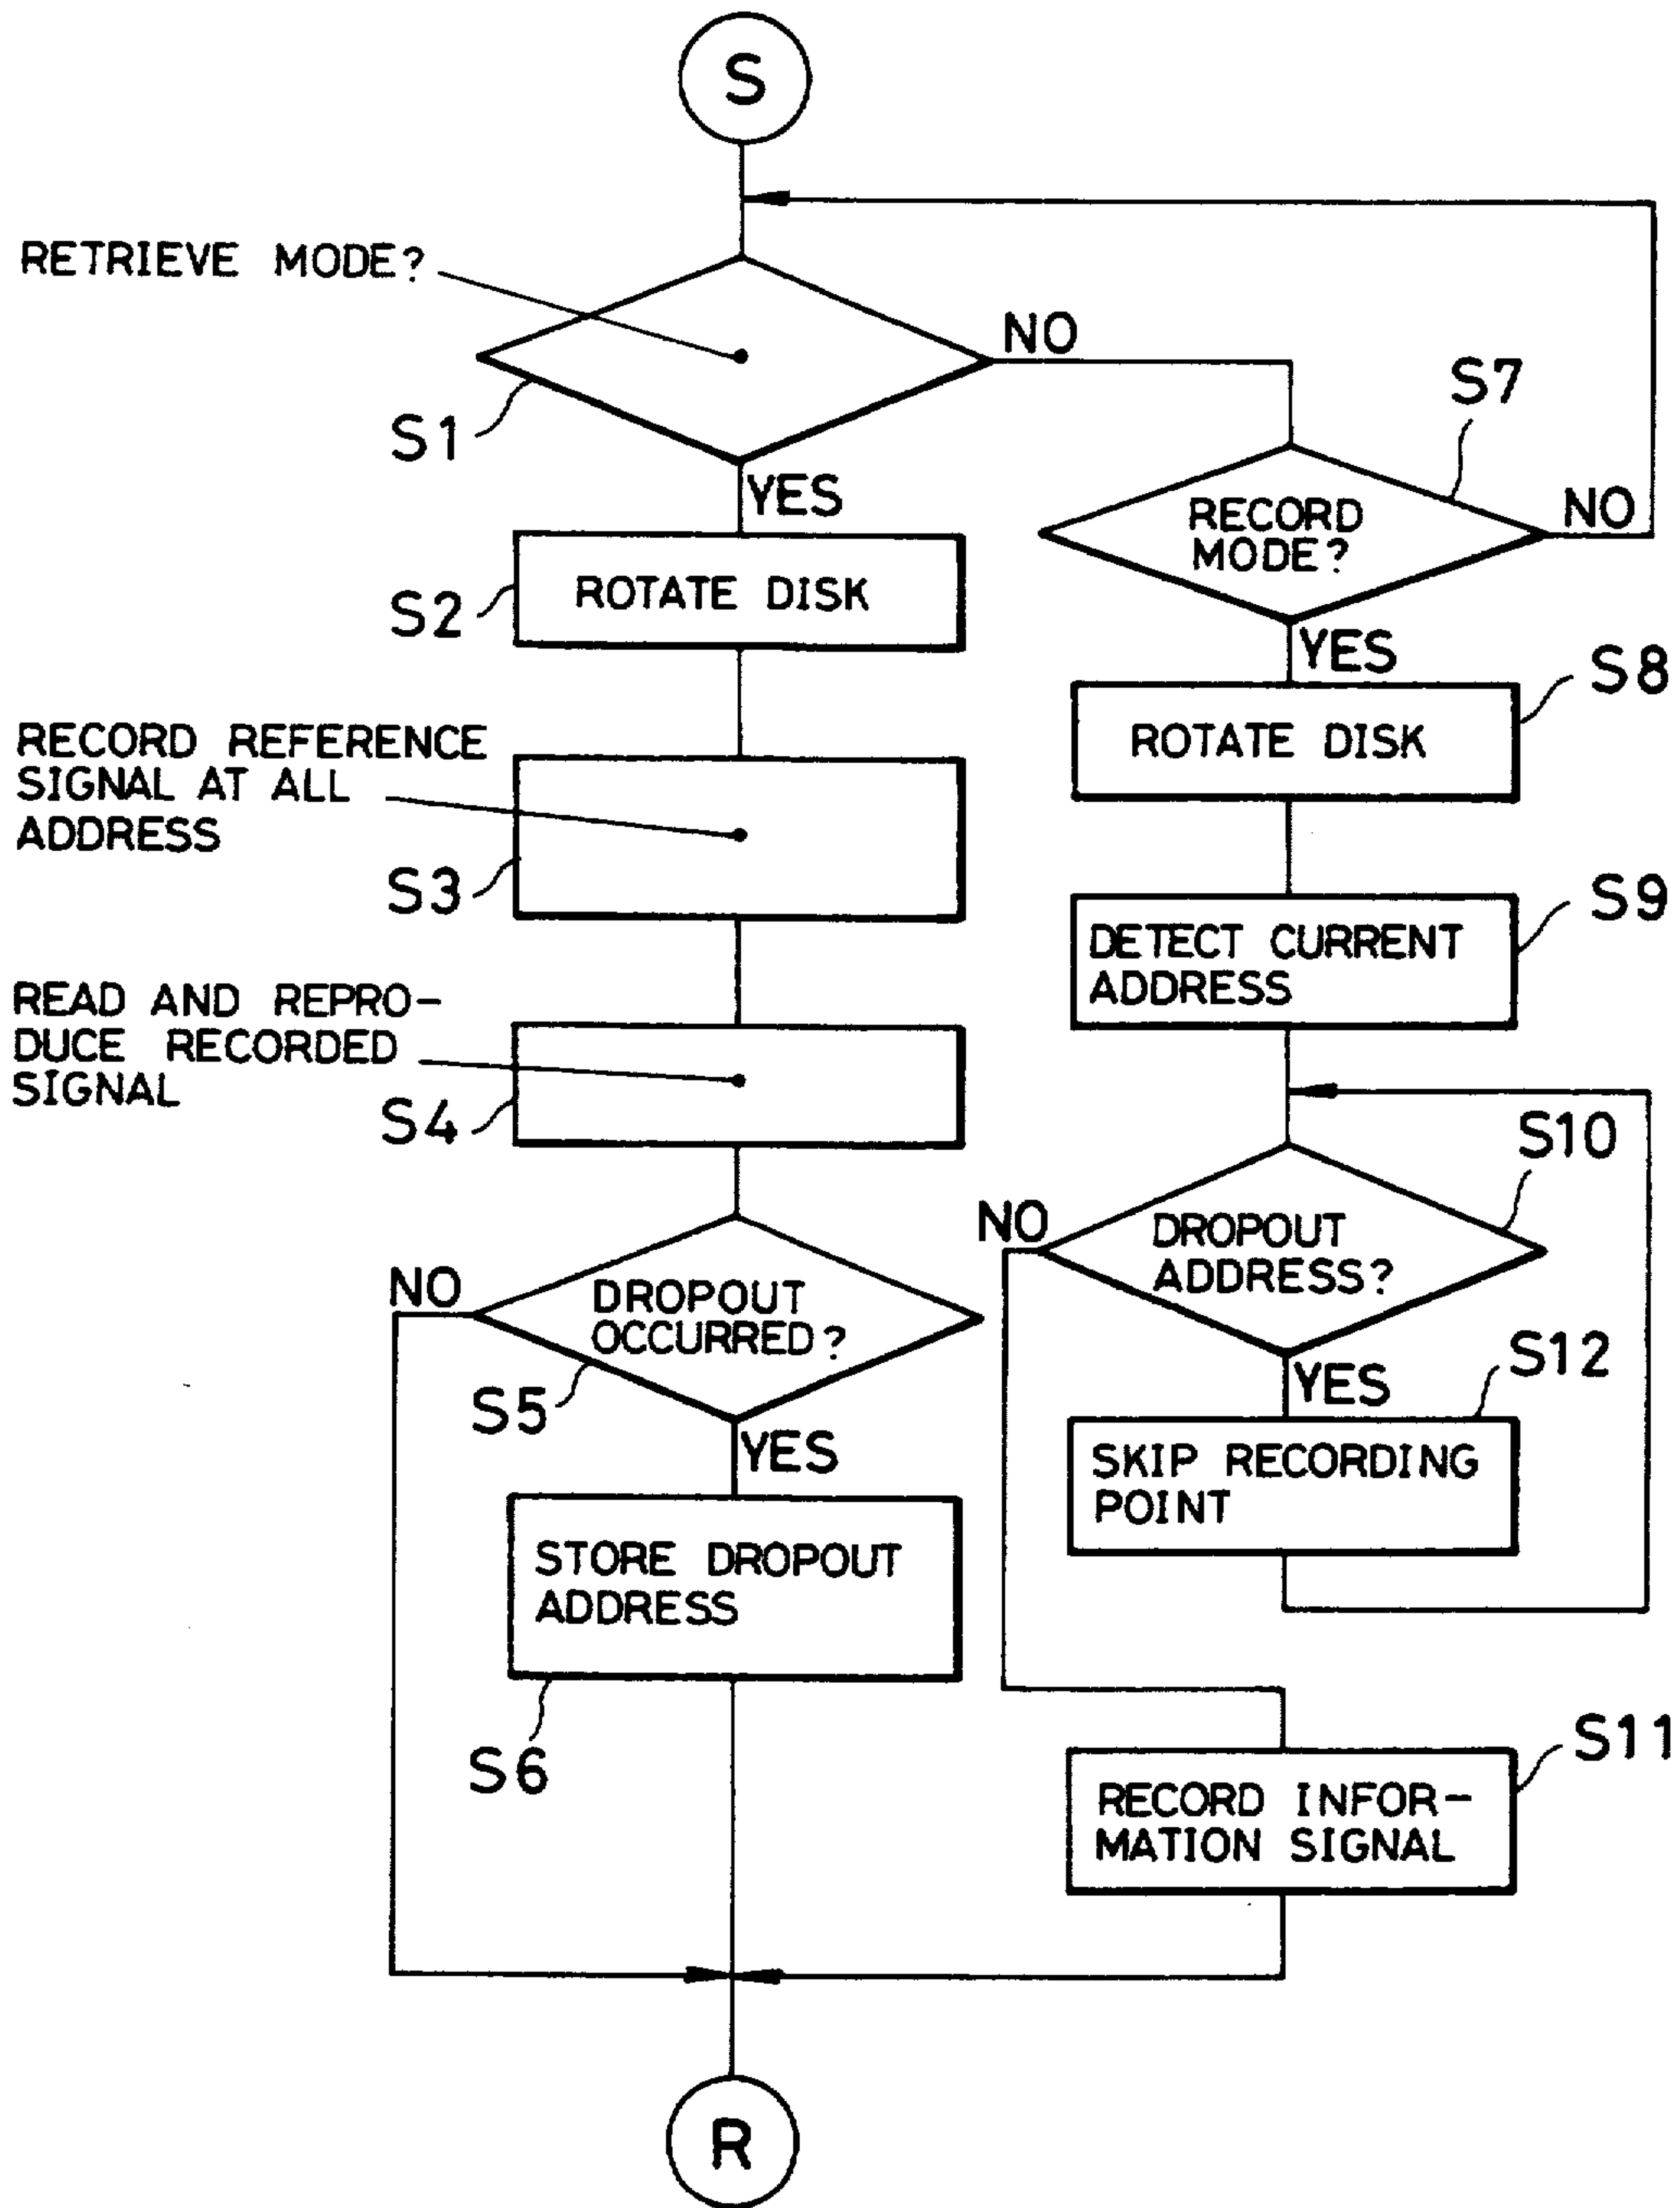 S
RETRIEVE MODE?
NO
S1
S7
YES
RECORD
MODE?
NO
S2
ROTATE DISK
YES
S8
ROTATE DISK
RECORD REFERENCE
SIGNAL AT ALL
ADDRESS
S3
S9
DETECT CURRENT
ADDRESS
READ AND REPRO-
DUCE RECORDED
SIGNAL
S4
S10
NO
DROPOUT
ADDRESS?
NO
DROPOUT
OCCURRED?
S5
YES
S12
YES
SKIP RECORDING
POINT
STORE DROPOUT
ADDRESS
S6
S11
RECORD INFOR-
MATION SIGNAL
R